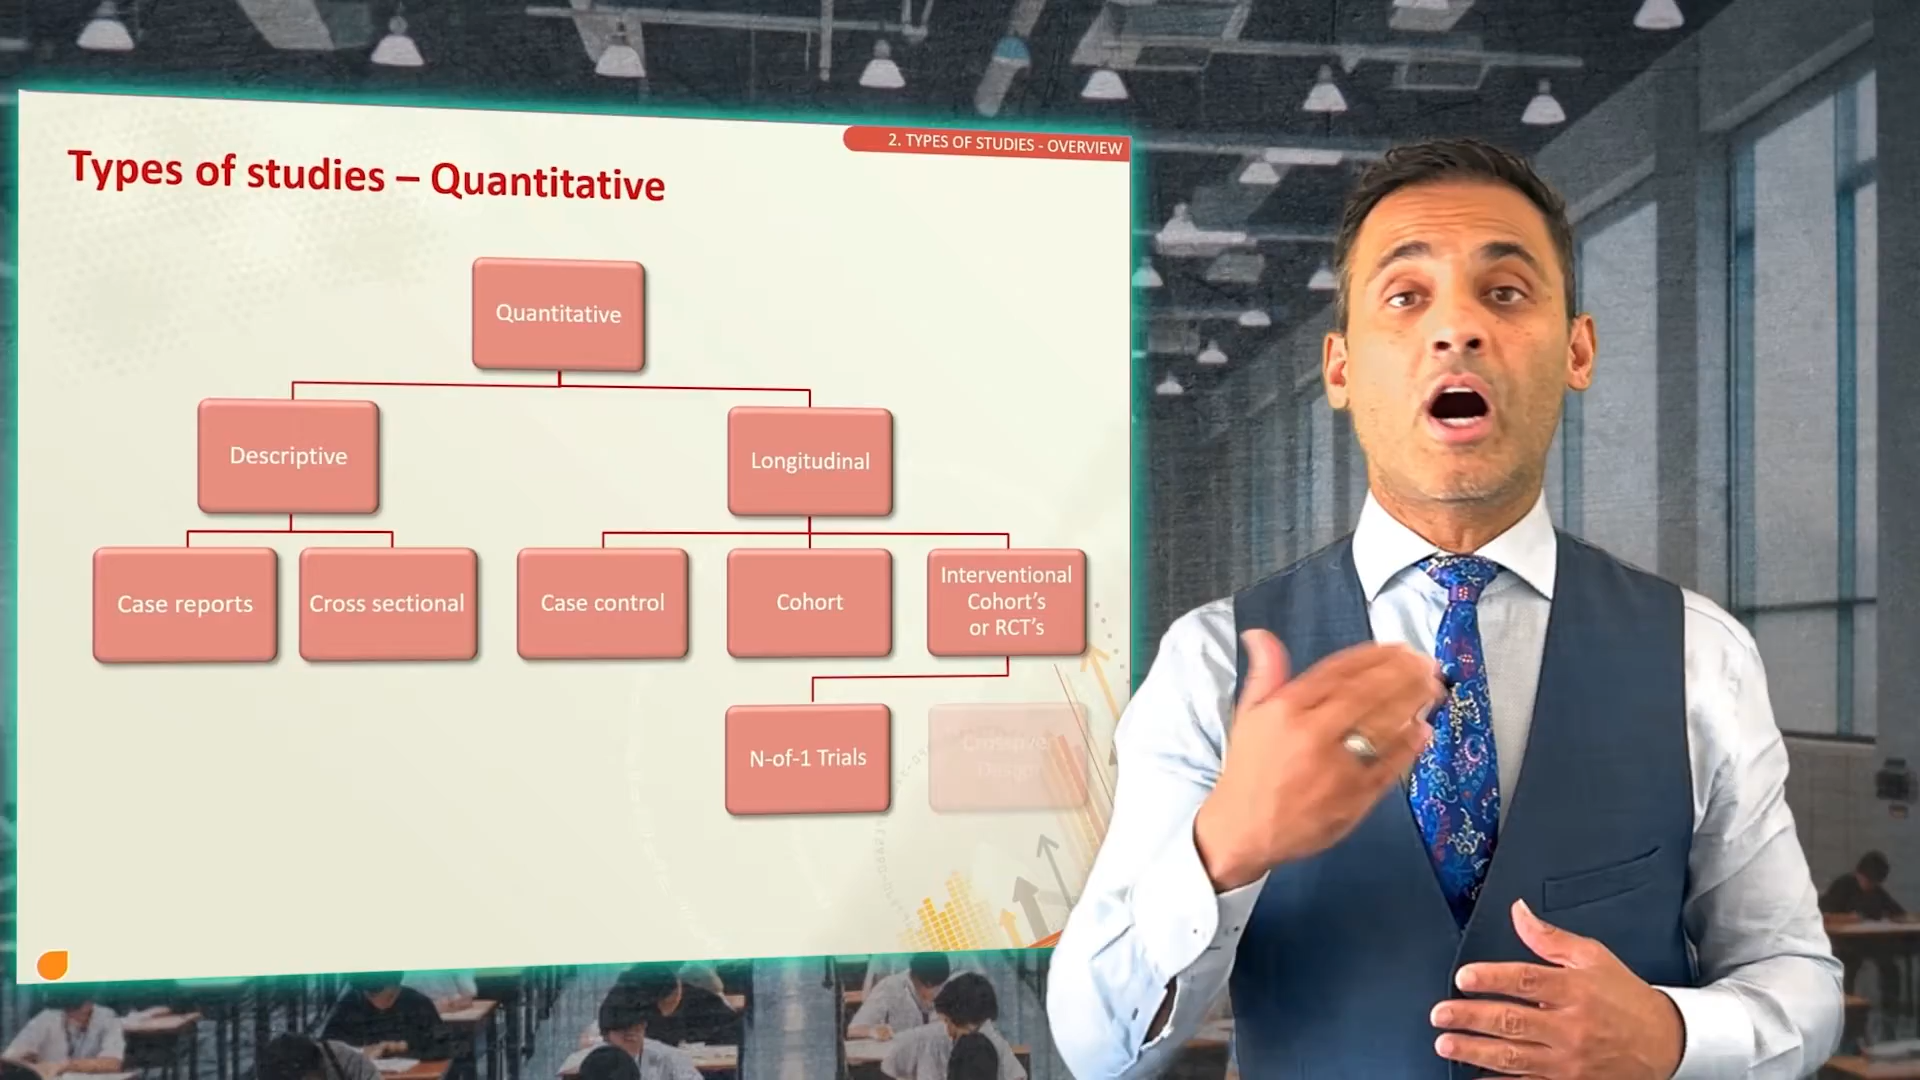 2. TYPES OF STUDIES - OVERVIEW
Types of studies – Quantitative
Quantitative
Descriptive
Longitudinal
Case reports
Cross sectional
Case control
Cohort
Interventional
Cohort's
or RCT's
N-of-1 Trials